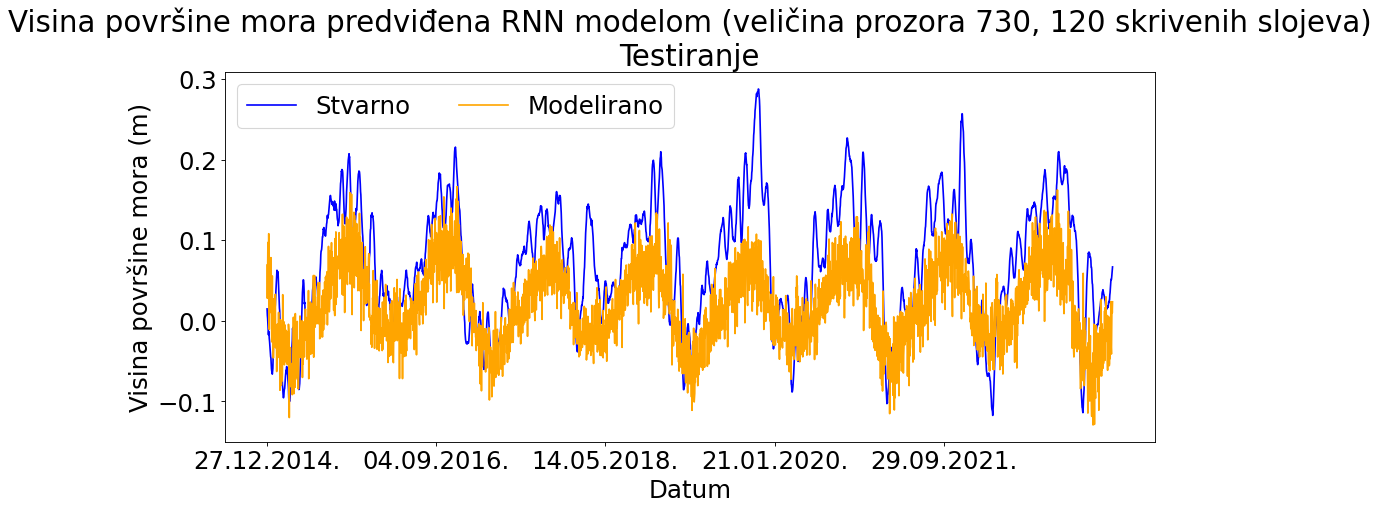 Visina površine mora predviđena RNN modelom (veličina prozora 730, 120 skrivenih slojeva)
Testiranje
Stvarno Modelirano
Visina površine mora (m)
0.3
0.2
0.1
0.0
−0.1
27.12.2014. 04.09.2016. 14.05.2018. 21.01.2020. 29.09.2021.
Datum